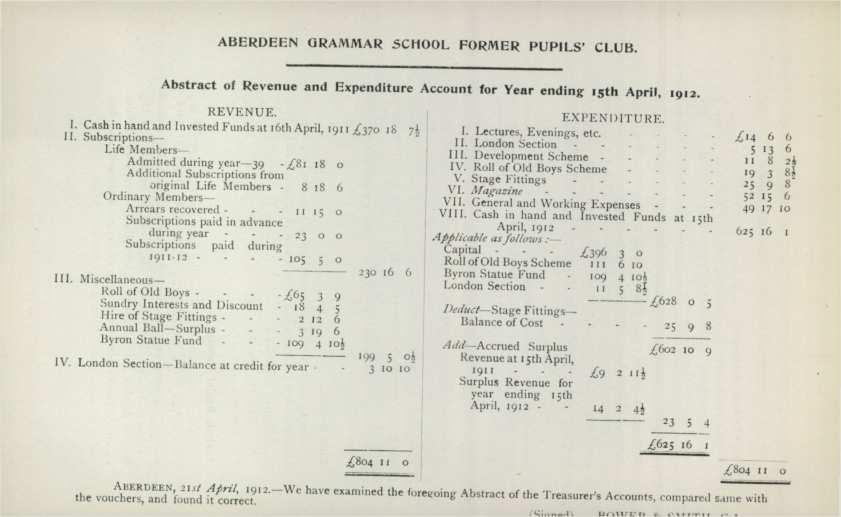 ABERDEEN GRAMMAR SCHOOL FORMER PUPILS' CLUB.
Abstract of Revenue and Expenditure Account for Year ending 15th April, 1912.
REVENUE.
I. Cash in hand and Invested Funds at 16th April, 1911 £370 18 7½
II. Subscriptions—
Life Members—
Admitted during year—39 - £81 18 0
Additional Subscriptions from
original Life Members - 8 18 6
Ordinary Members—
Arrears recovered - - - 11 15 0
Subscriptions paid in advance
during year - - - 23 0 0
Subscriptions paid during
1911-12 - - - - 105 5 0
230 16 6
III. Miscellaneous—
Roll of Old Boys - - - £65 3 9
Sundry Interests and Discount - 18 4 5
Hire of Stage Fittings - - - 2 12 6
Annual Ball—Surplus - - - 3 19 6
Byron Statue Fund - - - 109 4 10½
199 5 0½
IV. London Section—Balance at credit for year - - 3 10 10
£804 11 0
EXPENDITURE.
I. Lectures, Evenings, etc. - - - - £14 6 6
II. London Section - - - - - - 5 13 6
III. Development Scheme - - - - - 11 8 2½
IV. Roll of Old Boys Scheme - - - - 19 3 8½
V. Stage Fittings - - - - - - 25 9 8
VI. Magazine - - - - - - - 52 15 6
VII. General and Working Expenses - - - 49 17 10
VIII. Cash in hand and Invested Funds at 15th
April, 1912 - - - - - - 625 16 1
Applicable as follows:—
Capital - - - £396 3 0
Roll of Old Boys Scheme 111 6 10
Byron Statue Fund - 109 4 10½
London Section - - 11 5 8½
£628 0 5
Deduct—Stage Fittings—
Balance of Cost - - - - 25 9 8
£602 10 9
Add—Accrued Surplus
Revenue at 15th April,
1911 - - - £9 2 11½
Surplus Revenue for
year ending 15th
April, 1912 - - 14 2 4½
23 5 4
£625 16 1
£804 11 0
ABERDEEN, 21st April, 1912.—We have examined the foregoing Abstract of the Treasurer's Accounts, compared same with
the vouchers, and found it correct.
(Signed) BOWER & SMITH, C.A.